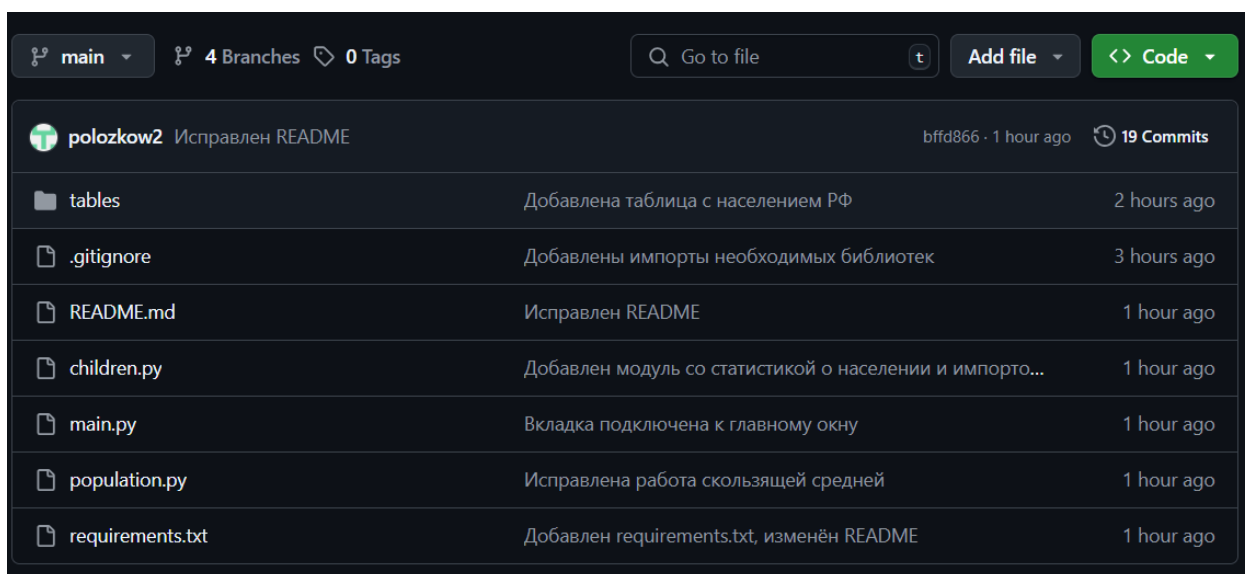 main 4 Branches 0 Tags Go to file t Add file <> Code
polozkow2 Исправлен README bffd866 · 1 hour ago 19 Commits
tables Добавлена таблица с населением РФ 2 hours ago
.gitignore Добавлены импорты необходимых библиотек 3 hours ago
README.md Исправлен README 1 hour ago
children.py Добавлен модуль со статистикой о населении и импорто... 1 hour ago
main.py Вкладка подключена к главному окну 1 hour ago
population.py Исправлена работа скользящей средней 1 hour ago
requirements.txt Добавлен requirements.txt, изменён README 1 hour ago